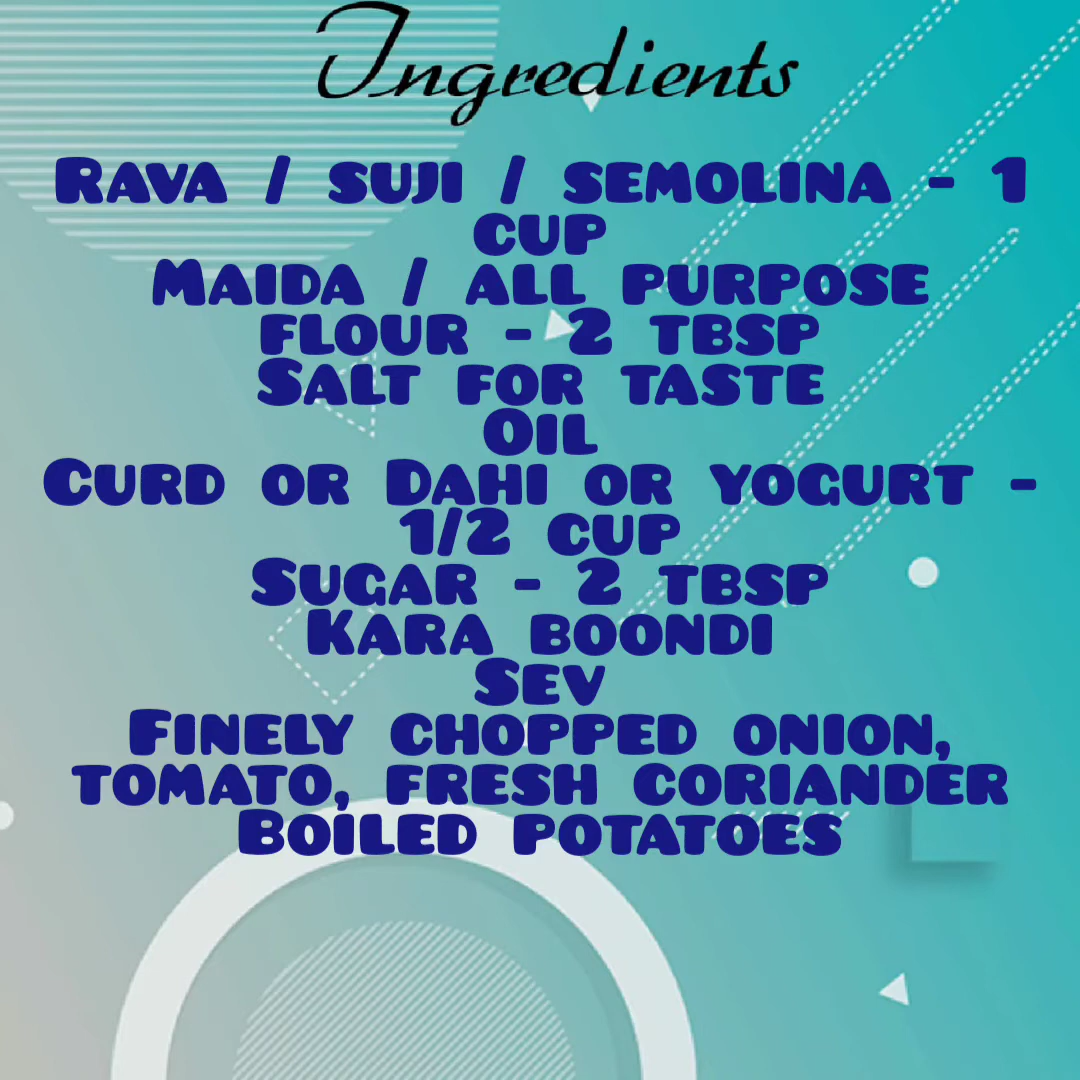 Ingredients
Rava / suji / semolina - 1
cup
Maida / all purpose
flour - 2 tbsp
Salt for taste
Oil
Curd or Dahi or yogurt -
1/2 cup
Sugar - 2 tbsp
Kara boondi
Sev
Finely chopped onion,
tomato, fresh coriander
Boiled potatoes